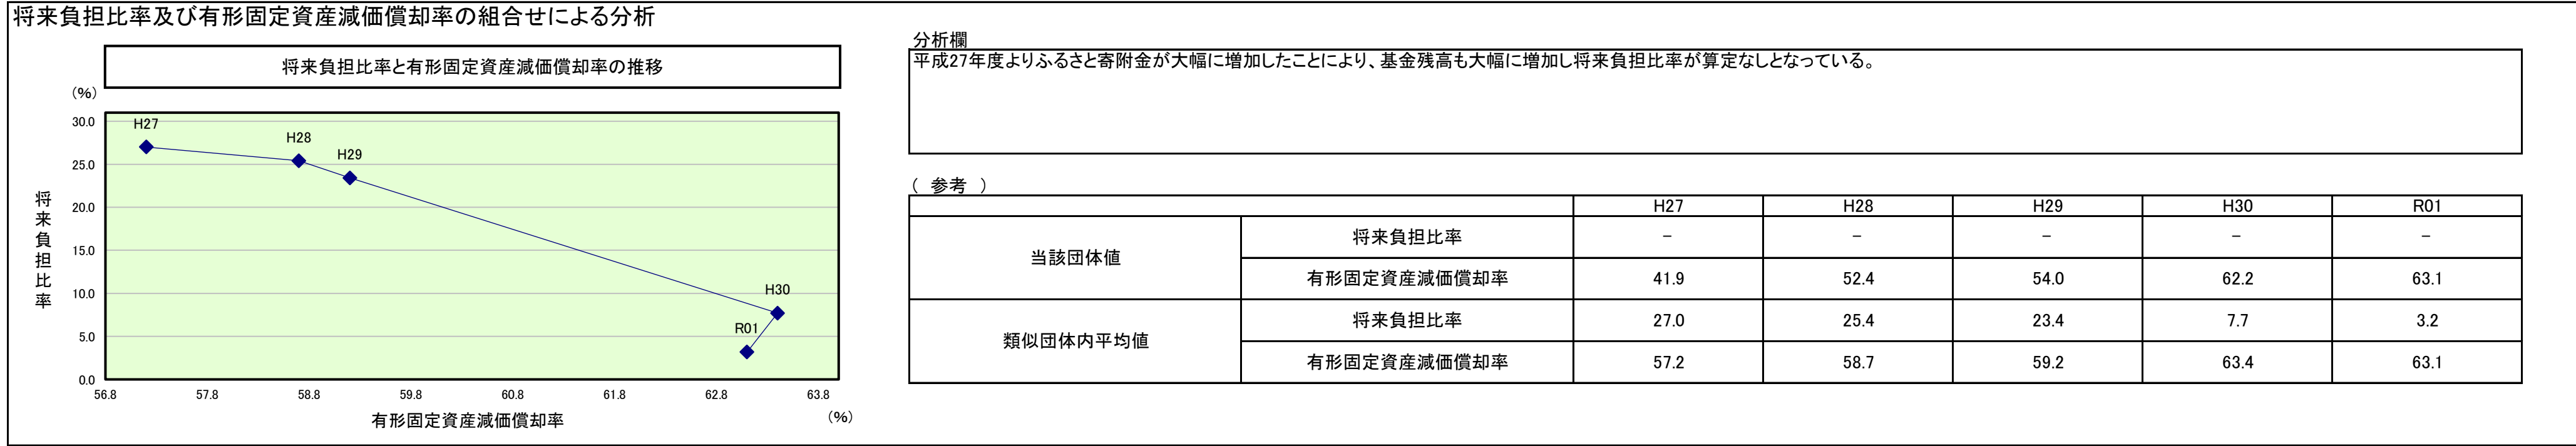 将来負担比率及び有形固定資産減価償却率の組合せによる分析
将来負担比率と有形固定資産減価償却率の推移
(%)
30.0
25.0
20.0
15.0
10.0
5.0
0.0
将来負担比率
H27
H28
H29
H30
R01
56.8 57.8 58.8 59.8 60.8 61.8 62.8 63.8
有形固定資産減価償却率
(%)
分析欄
平成27年度よりふるさと寄附金が大幅に増加したことにより、基金残高も大幅に増加し将来負担比率が算定なしとなっている。
( 参考 )
H27 H28 H29 H30 R01
当該団体値
将来負担比率 - - - - -
有形固定資産減価償却率 41.9 52.4 54.0 62.2 63.1
類似団体内平均値
将来負担比率 27.0 25.4 23.4 7.7 3.2
有形固定資産減価償却率 57.2 58.7 59.2 63.4 63.1